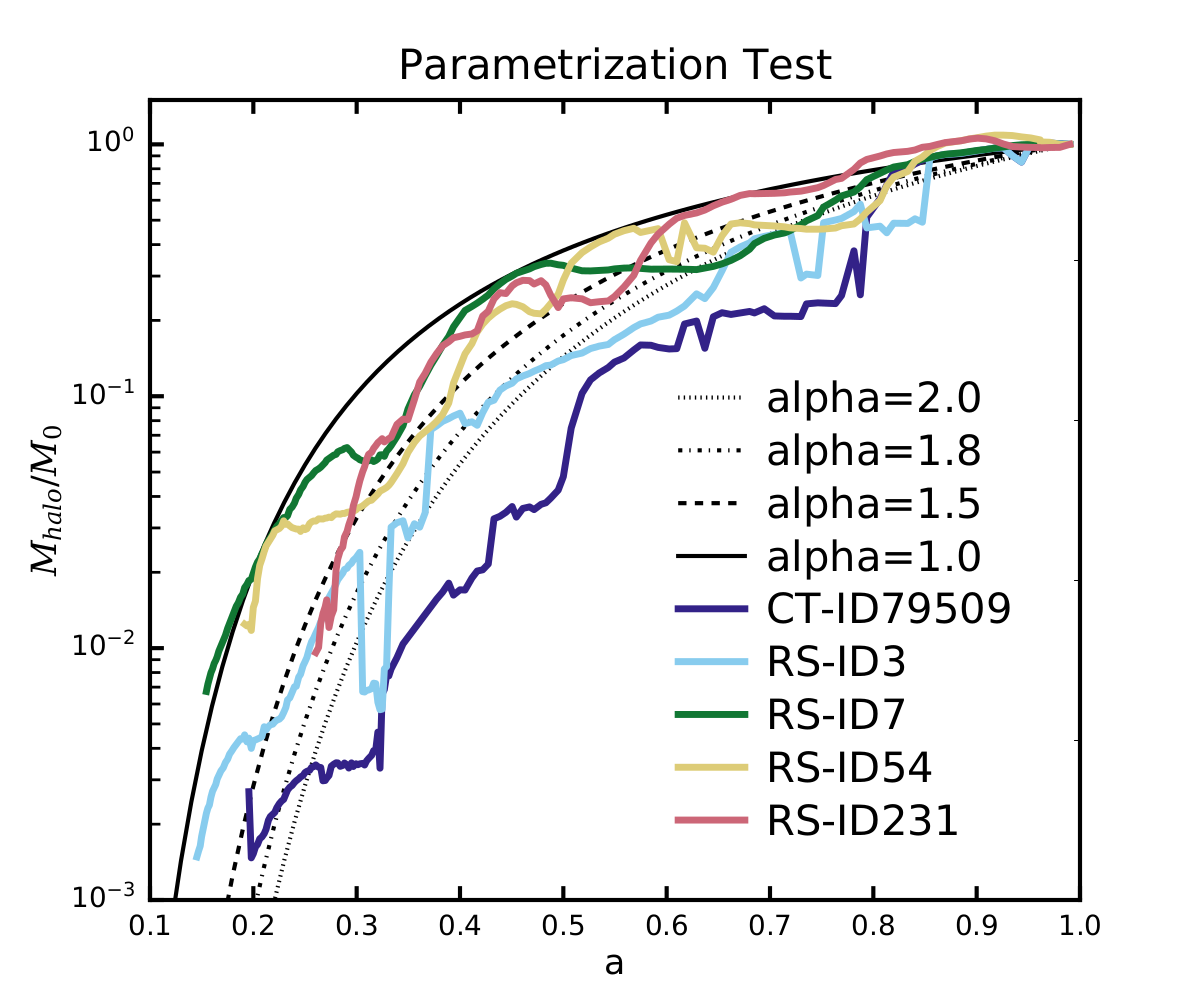 Parametrization Test
10⁰
10⁻¹
10⁻²
10⁻³
M_halo/M_0
alpha=2.0
alpha=1.8
alpha=1.5
alpha=1.0
CT-ID79509
RS-ID3
RS-ID7
RS-ID54
RS-ID231
0.1 0.2 0.3 0.4 0.5 0.6 0.7 0.8 0.9 1.0
a